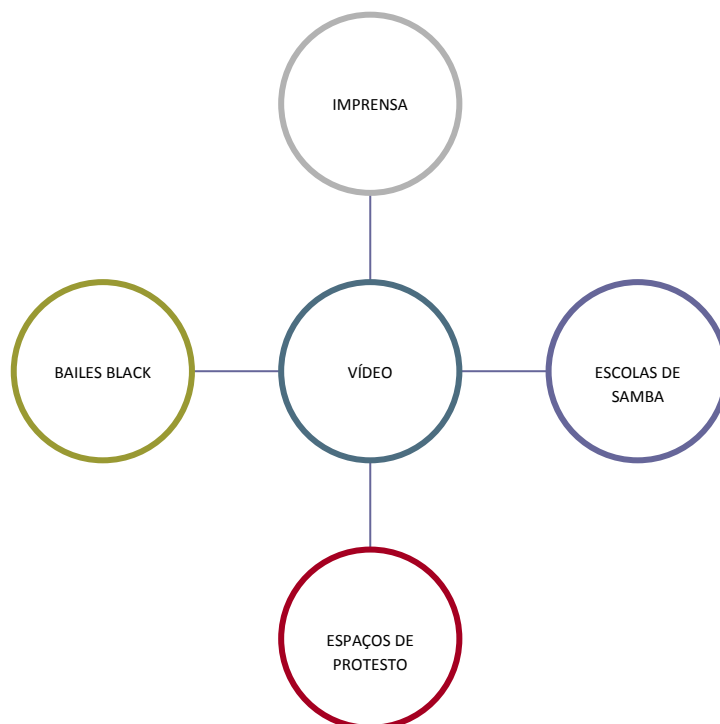 IMPRENSA
BAILES BLACK
VÍDEO
ESCOLAS DE
SAMBA
ESPAÇOS DE
PROTESTO